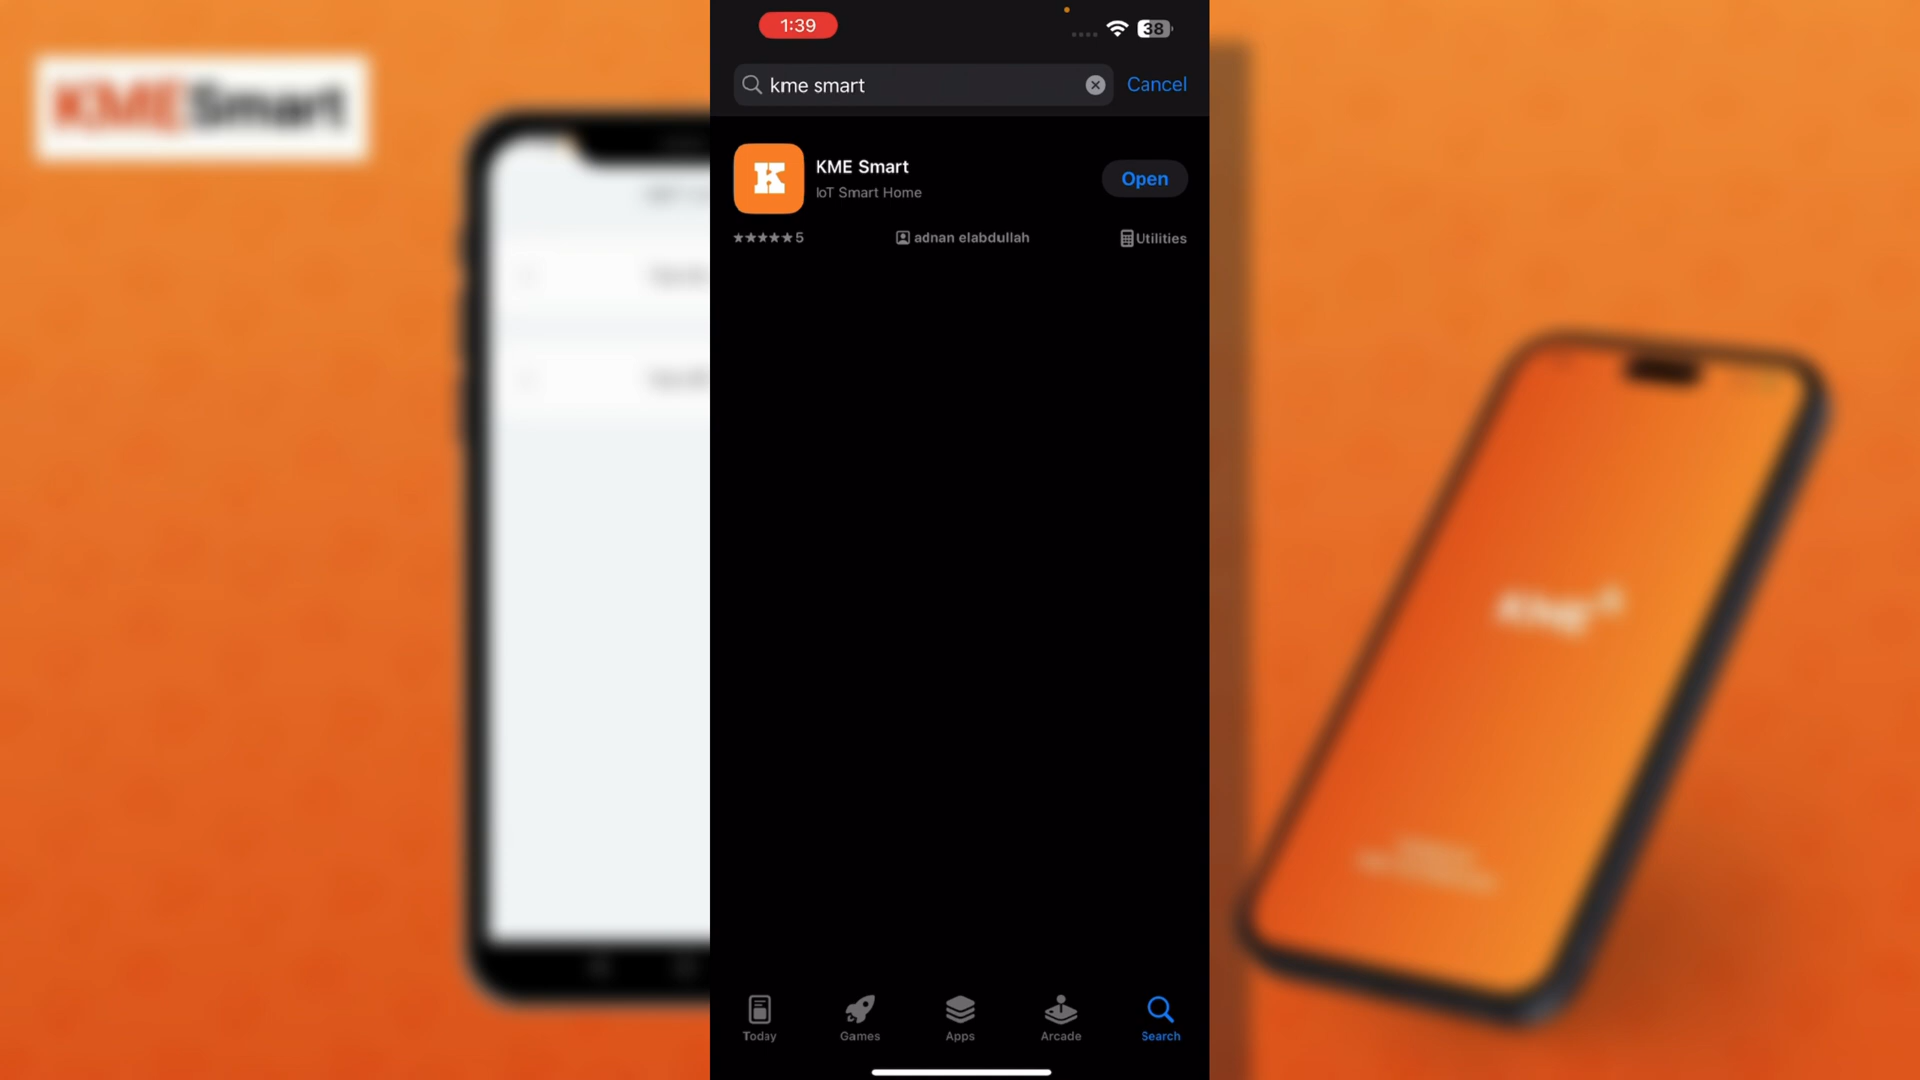 KMESmart
1:39
38
kme smart
Cancel
K
KME Smart
IoT Smart Home
Open
★★★★★ 5
adnan elabdullah
Utilities
Today
Games
Apps
Arcade
Search